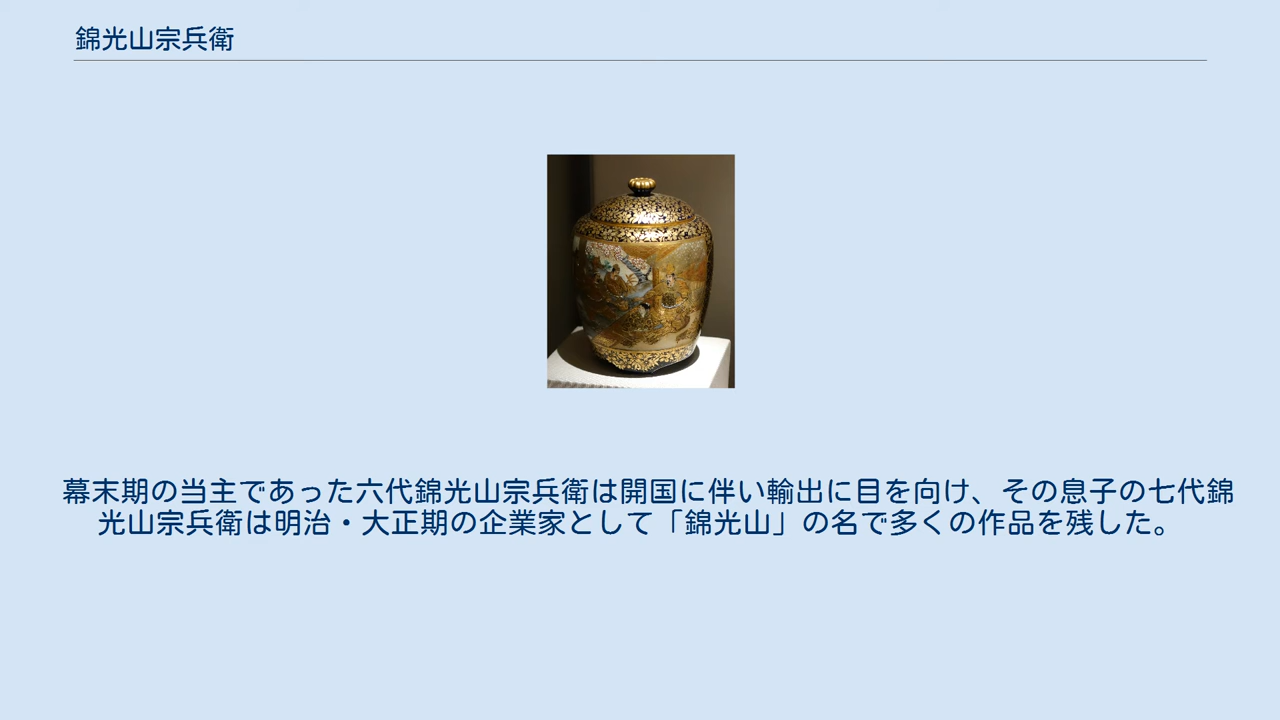 錦光山宗兵衛
幕末期の当主であった六代錦光山宗兵衛は開国に伴い輸出に目を向け、その息子の七代錦
光山宗兵衛は明治・大正期の企業家として「錦光山」の名で多くの作品を残した。